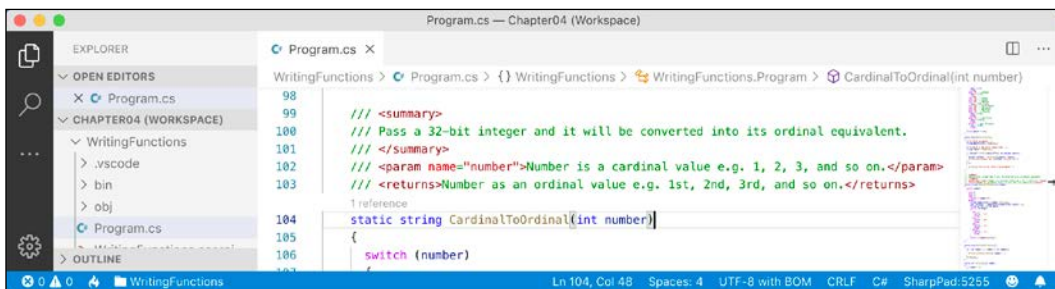 Program.cs — Chapter04 (Workspace)
EXPLORER
Program.cs
OPEN EDITORS
WritingFunctions > Program.cs > {} WritingFunctions > WritingFunctions.Program > CardinalToOrdinal(int number)
Program.cs
CHAPTER04 (WORKSPACE)
WritingFunctions
.vscode
bin
obj
Program.cs
OUTLINE
98
99 /// <summary>
100 /// Pass a 32-bit integer and it will be converted into its ordinal equivalent.
101 /// </summary>
102 /// <param name="number">Number is a cardinal value e.g. 1, 2, 3, and so on.</param>
103 /// <returns>Number as an ordinal value e.g. 1st, 2nd, 3rd, and so on.</returns>
1 reference
104 static string CardinalToOrdinal(int number)
105 {
106 switch (number)
0 0 WritingFunctions Ln 104, Col 48 Spaces: 4 UTF-8 with BOM CRLF C# SharpPad:5255